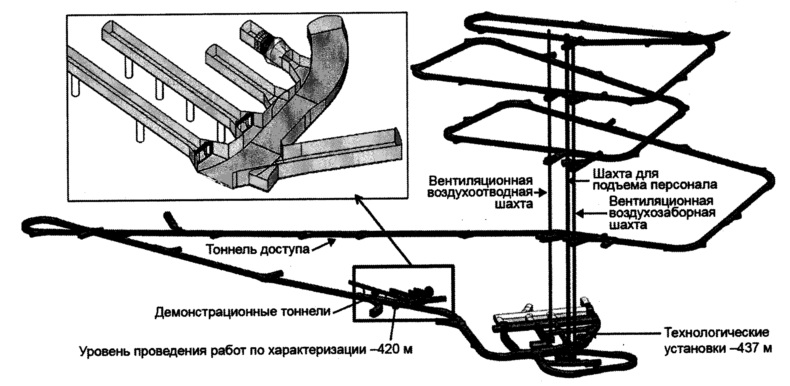 Вентиляционная
воздухоотводная
шахта
Шахта для
подъема персонала
Вентиляционная
воздухозаборная
шахта
Тоннель доступа
Демонстрационные тоннели
Уровень проведения работ по характеризации –420 м
Технологические
установки –437 м